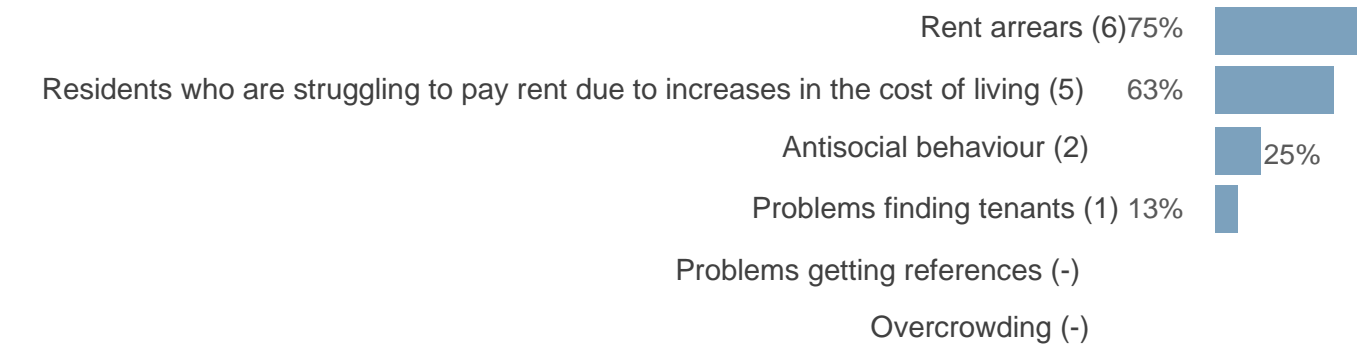 Rent arrears (6) 75%
Residents who are struggling to pay rent due to increases in the cost of living (5) 63%
Antisocial behaviour (2) 25%
Problems finding tenants (1) 13%
Problems getting references (-)
Overcrowding (-)